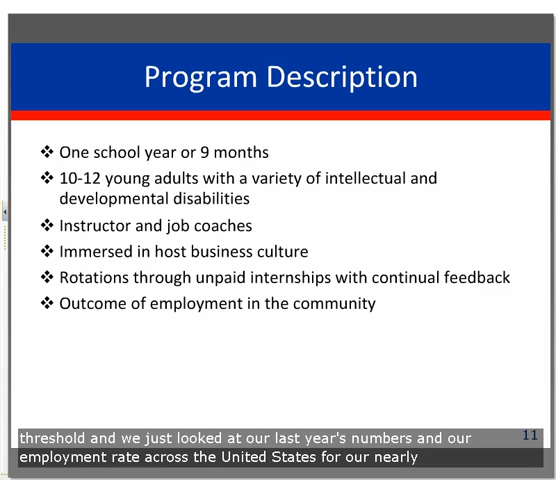 Program Description
❖ One school year or 9 months
❖ 10-12 young adults with a variety of intellectual and
developmental disabilities
❖ Instructor and job coaches
❖ Immersed in host business culture
❖ Rotations through unpaid internships with continual feedback
❖ Outcome of employment in the community
11
threshold and we just looked at our last year's numbers and our
employment rate across the United States for our nearly